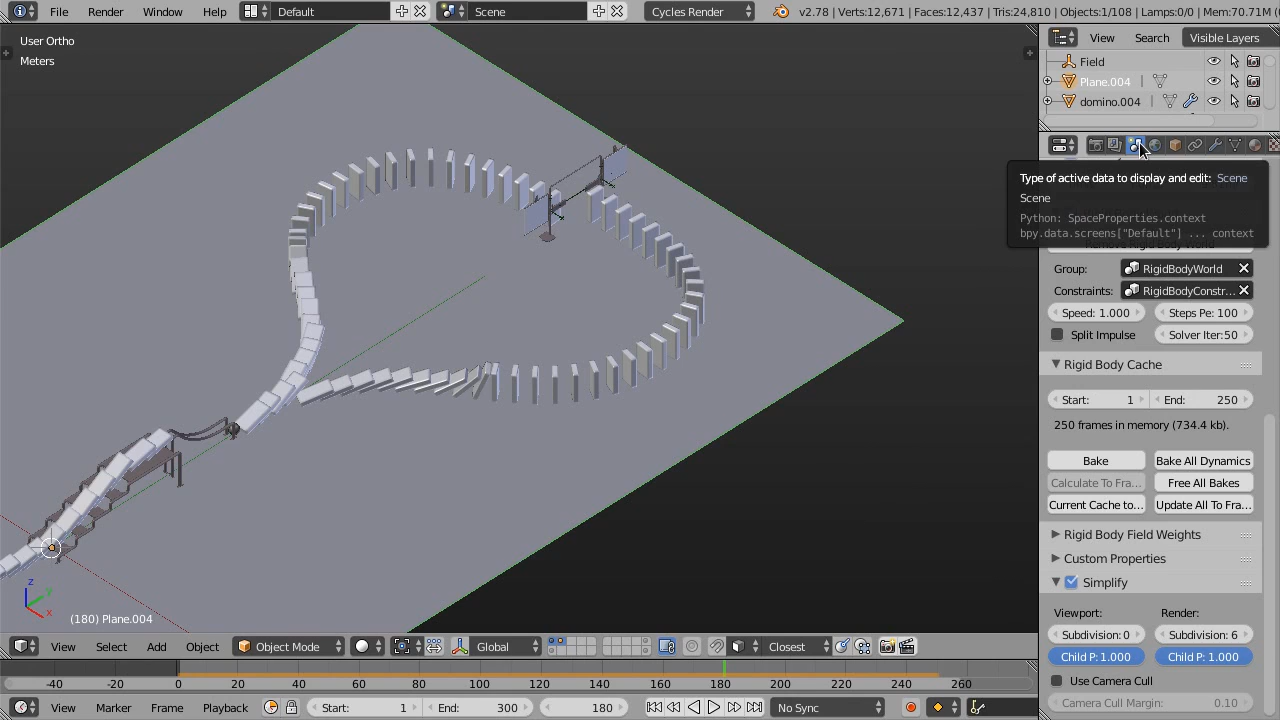 File Render Window Help Default Scene Cycles Render v2.78 | Verts:12,671 | Faces:12,437 | Tris:24,810 | Objects:1/108 | Lamps:0/0 | Mem:70.71M
User Ortho
Meters
View Search Visible Layers
Field
Plane.004
domino.004
Type of active data to display and edit: Scene
Scene
Python: SpaceProperties.context
bpy.data.screens["Default"] ... context
Group: RigidBodyWorld
Constraints: RigidBodyConstr...
Speed: 1.000 Steps Pe: 100
Split Impulse Solver Iter:50
Rigid Body Cache
Start: 1 End: 250
250 frames in memory (734.4 kb).
Bake Bake All Dynamics
Calculate To Fra... Free All Bakes
Current Cache to... Update All To Fra...
Rigid Body Field Weights
Custom Properties
Simplify
Viewport: Render:
Subdivision: 0 Subdivision: 6
Child P: 1.000 Child P: 1.000
Use Camera Cull
Camera Cull Margin: 0.10
z
y
x
(180) Plane.004
View Select Add Object Object Mode Global Closest
-40 -20 0 20 40 60 80 100 120 140 160 180 200 220 240 260
View Marker Frame Playback Start: 1 End: 300 180 No Sync